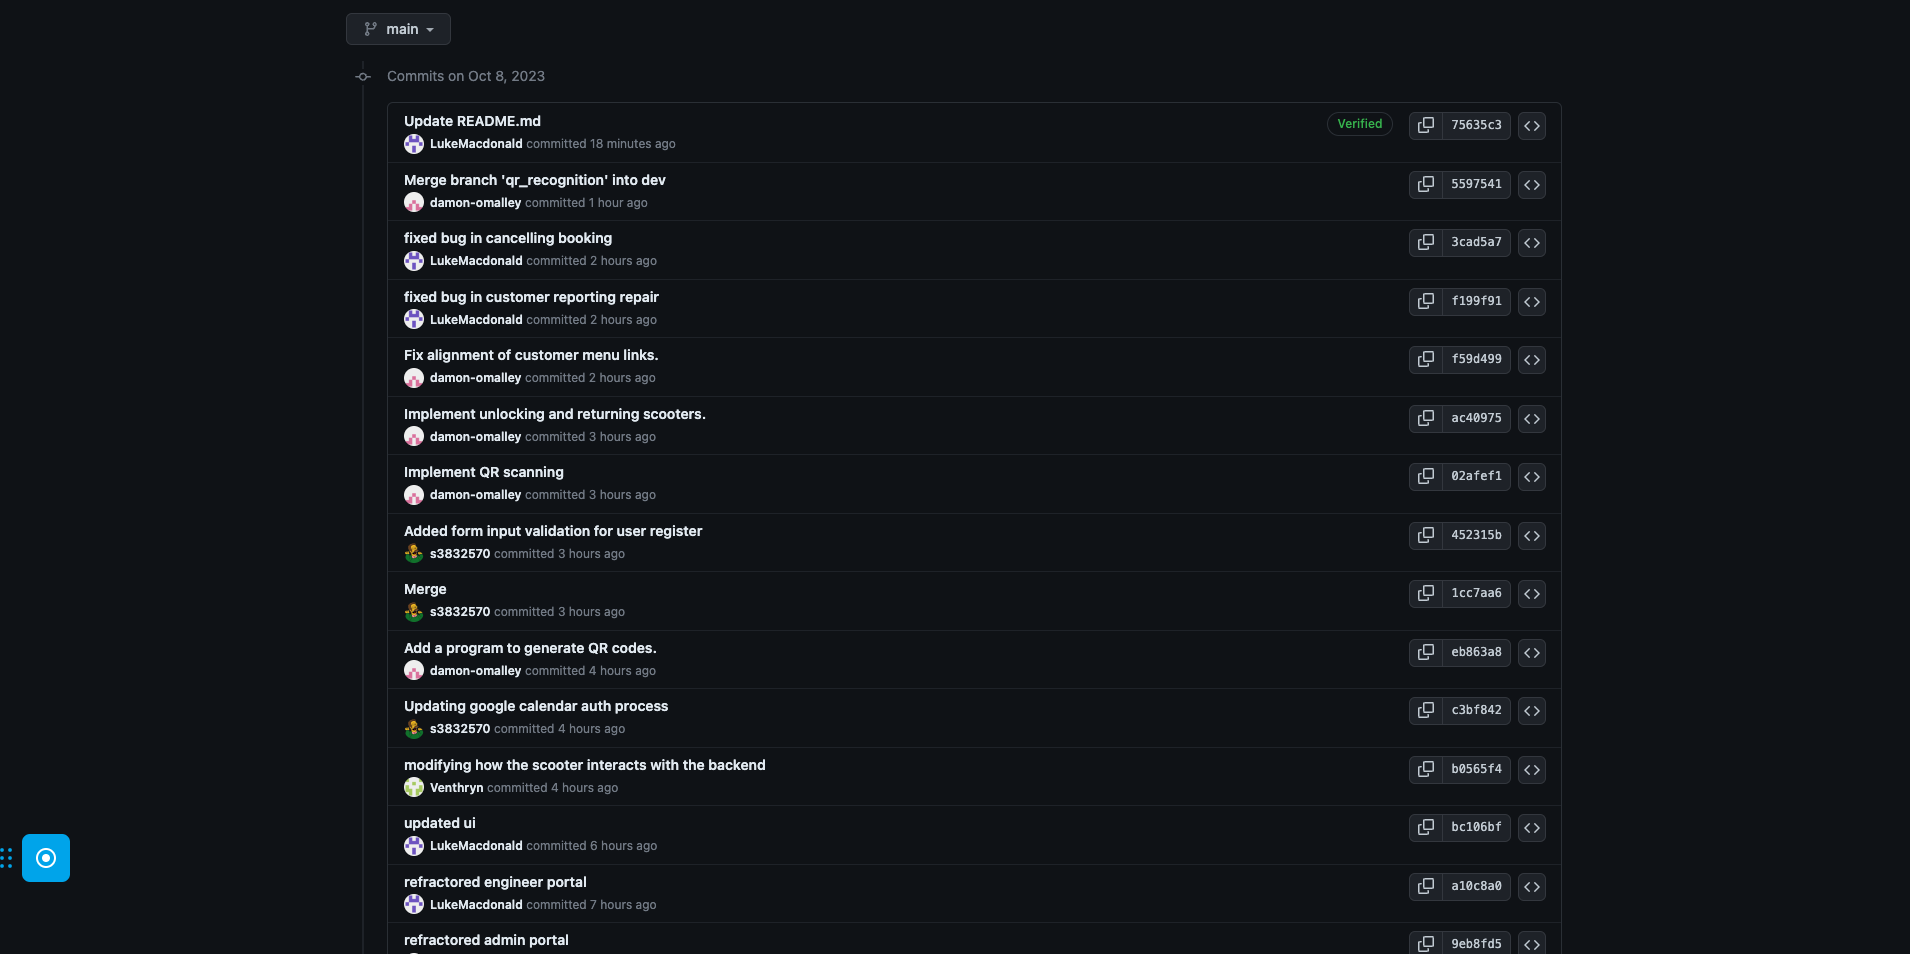 main
Commits on Oct 8, 2023
Update README.md
Verified
75635c3
LukeMacdonald committed 18 minutes ago
Merge branch 'qr_recognition' into dev
5597541
damon-omalley committed 1 hour ago
fixed bug in cancelling booking
3cad5a7
LukeMacdonald committed 2 hours ago
fixed bug in customer reporting repair
f199f91
LukeMacdonald committed 2 hours ago
Fix alignment of customer menu links.
f59d499
damon-omalley committed 2 hours ago
Implement unlocking and returning scooters.
ac40975
damon-omalley committed 3 hours ago
Implement QR scanning
02afef1
damon-omalley committed 3 hours ago
Added form input validation for user register
452315b
s3832570 committed 3 hours ago
Merge
1cc7aa6
s3832570 committed 3 hours ago
Add a program to generate QR codes.
eb863a8
damon-omalley committed 4 hours ago
Updating google calendar auth process
c3bf842
s3832570 committed 4 hours ago
modifying how the scooter interacts with the backend
b0565f4
Venthryn committed 4 hours ago
updated ui
bc106bf
LukeMacdonald committed 6 hours ago
refractored engineer portal
a10c8a0
LukeMacdonald committed 7 hours ago
refractored admin portal
9eb8fd5